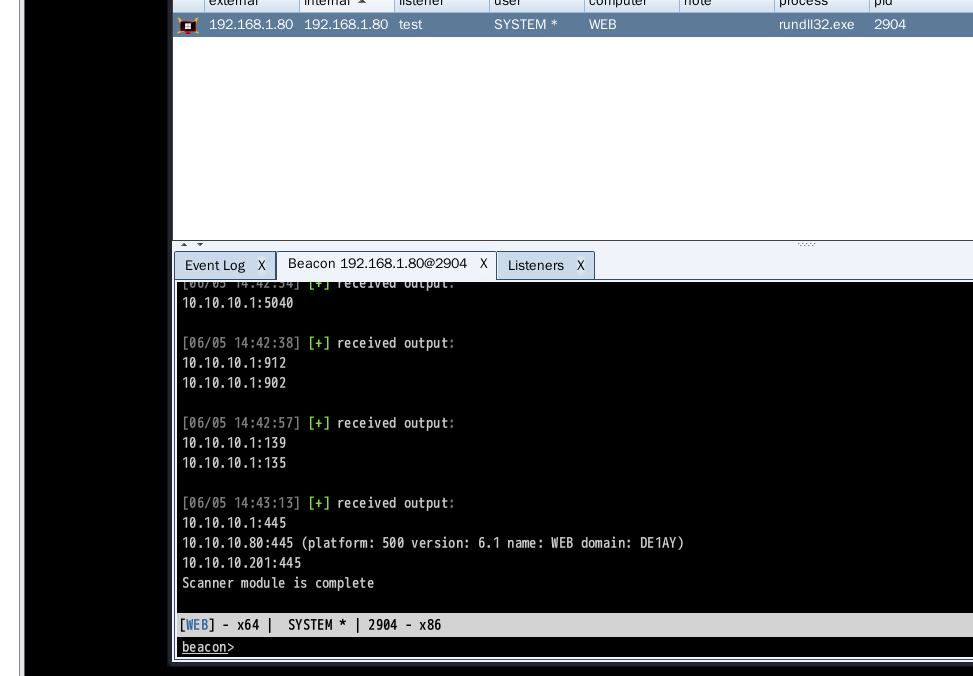 external internal listener user computer note process pid
192.168.1.80 192.168.1.80 test SYSTEM * WEB rundll32.exe 2904
Event Log X Beacon 192.168.1.80@2904 X Listeners X
[06/05 14:42:34] [+] received output:
10.10.10.1:5040
[06/05 14:42:38] [+] received output:
10.10.10.1:912
10.10.10.1:902
[06/05 14:42:57] [+] received output:
10.10.10.1:139
10.10.10.1:135
[06/05 14:43:13] [+] received output:
10.10.10.1:445
10.10.10.80:445 (platform: 500 version: 6.1 name: WEB domain: DE1AY)
10.10.10.201:445
Scanner module is complete
[WEB] - x64 | SYSTEM * | 2904 - x86
beacon>